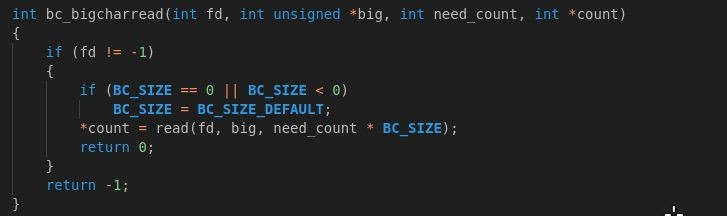 int bc_bigcharread(int fd, int unsigned *big, int need_count, int *count)
{
    if (fd != -1)
    {
        if (BC_SIZE == 0 || BC_SIZE < 0)
            BC_SIZE = BC_SIZE_DEFAULT;
        *count = read(fd, big, need_count * BC_SIZE);
        return 0;
    }
    return -1;
}